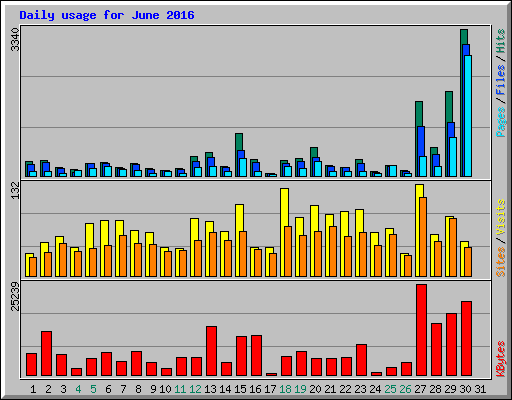 Daily usage for June 2016
3340
Pages / Files / Hits
132
Sites / Visits
25239
KBytes
1 2 3 4 5 6 7 8 9 10 11 12 13 14 15 16 17 18 19 20 21 22 23 24 25 26 27 28 29 30 31